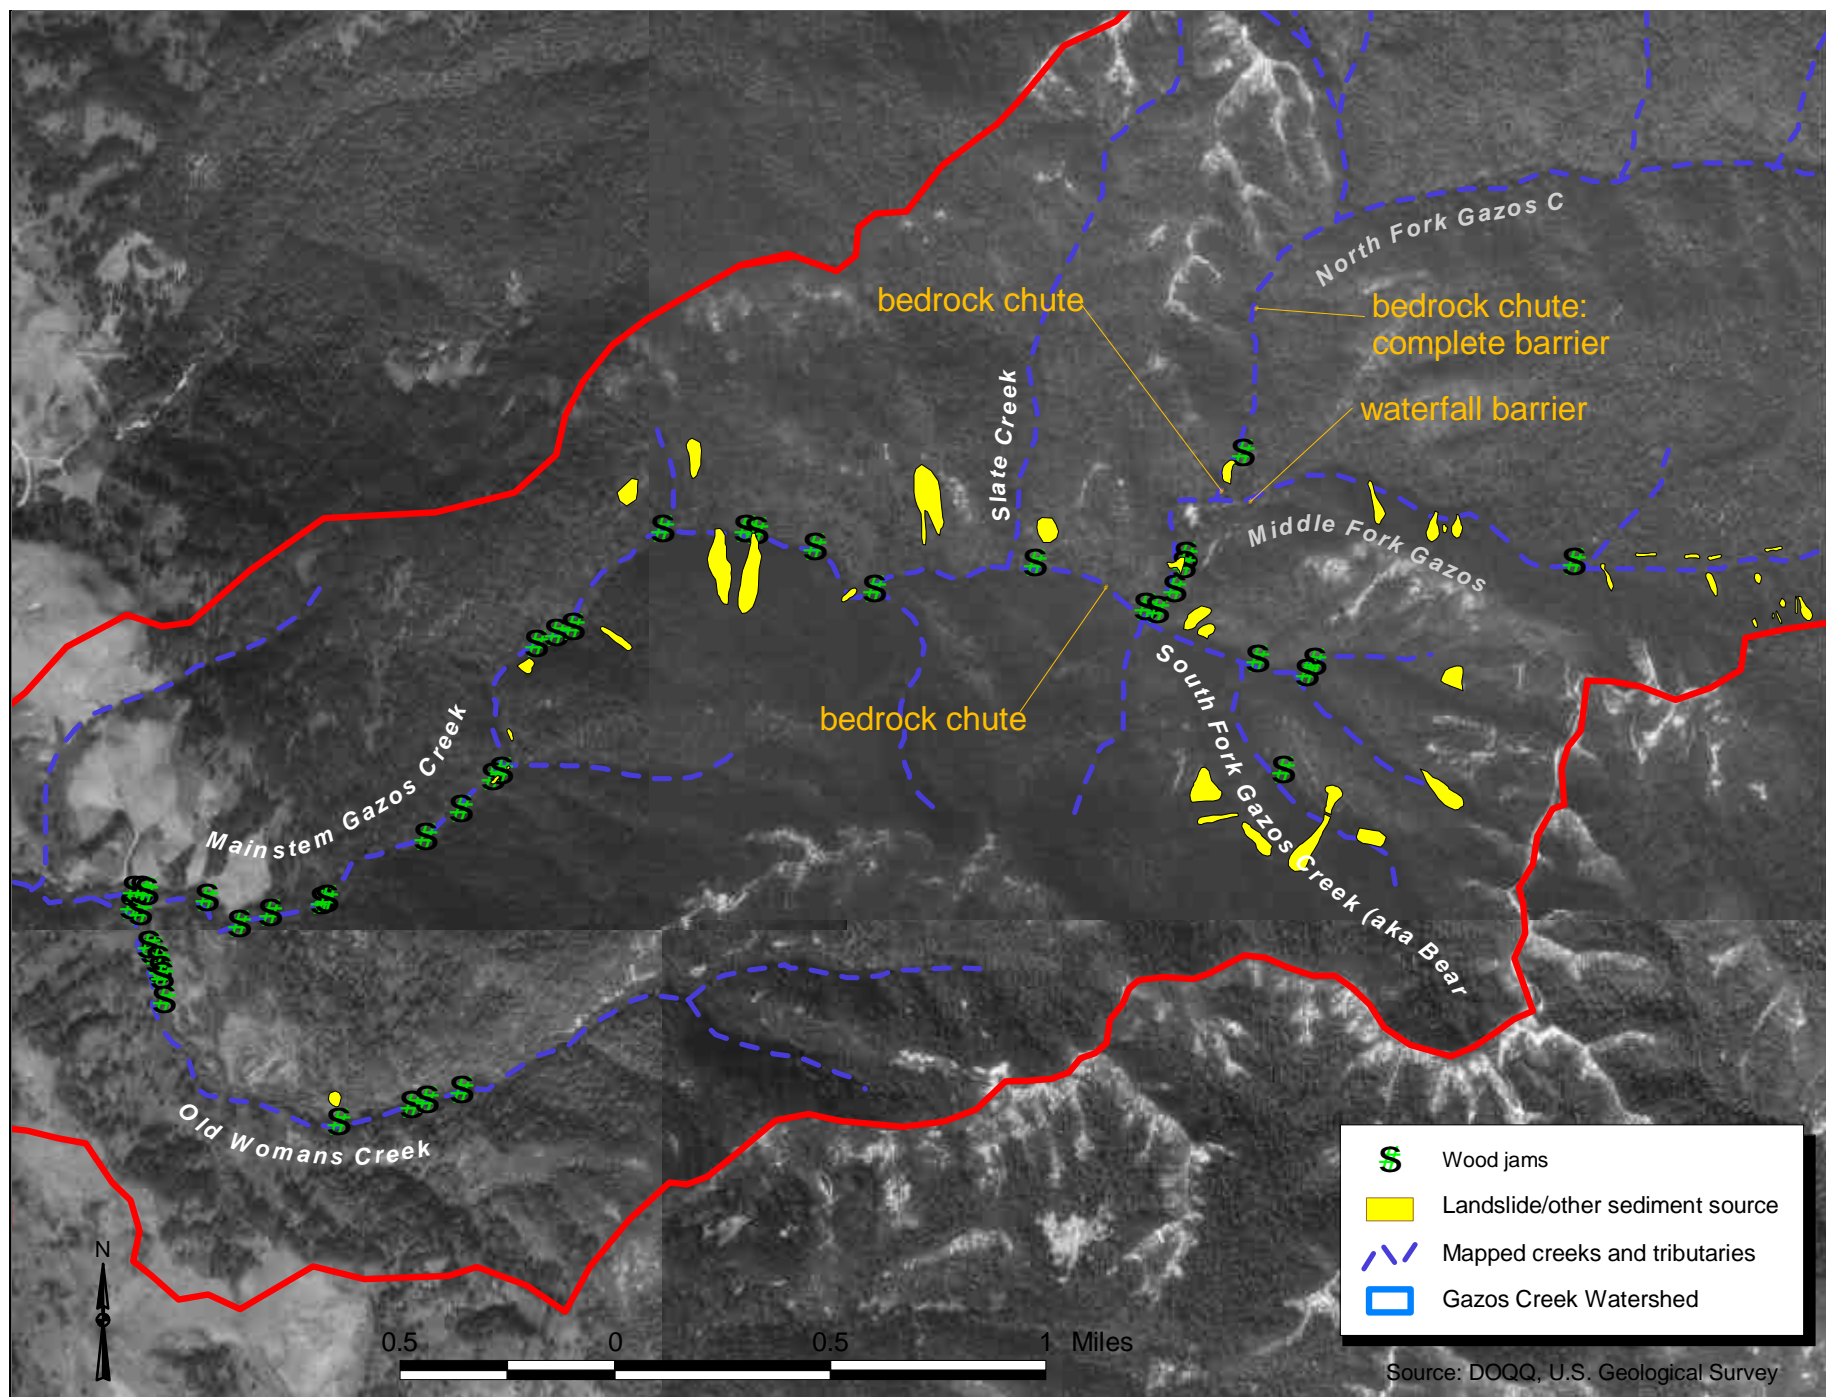 North Fork Gazos C
bedrock chute
bedrock chute:
complete barrier
waterfall barrier
Slate Creek
Middle Fork Gazos
bedrock chute
South Fork Gazos Creek (aka Bear
Mainstem Gazos Creek
Old Womans Creek
N
0.5 0 0.5 1 Miles
Wood jams
Landslide/other sediment source
Mapped creeks and tributaries
Gazos Creek Watershed
Source: DOQQ, U.S. Geological Survey